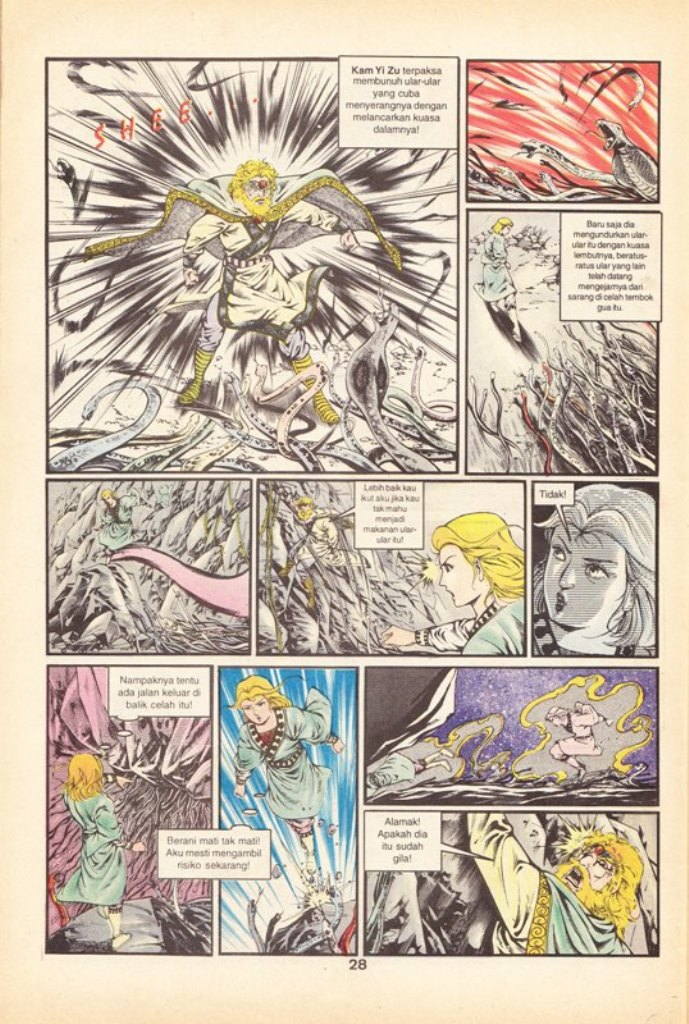 SHEE...
Kam Yi Zu terpaksa
membunuh ular-ular
yang cuba
menyerangnya dengan
melancarkan kuasa
dalamnya!
Baru saja dia
mengundurkan ular-
ular itu dengan kuasa
lembutnya, beratus-
ratus ular yang lain
telah datang
mengejarnya dari
sarang di celah tembok
gua itu.
Lebih baik kau
ikut aku jika kau
tak mahu
menjadi
makanan ular-
ular itu!
Tidak!
Nampaknya tentu
ada jalan keluar di
balik celah itu!
Berani mati tak mati!
Aku mesti mengambil
risiko sekarang!
Alamak!
Apakah dia
itu sudah
gila!
28